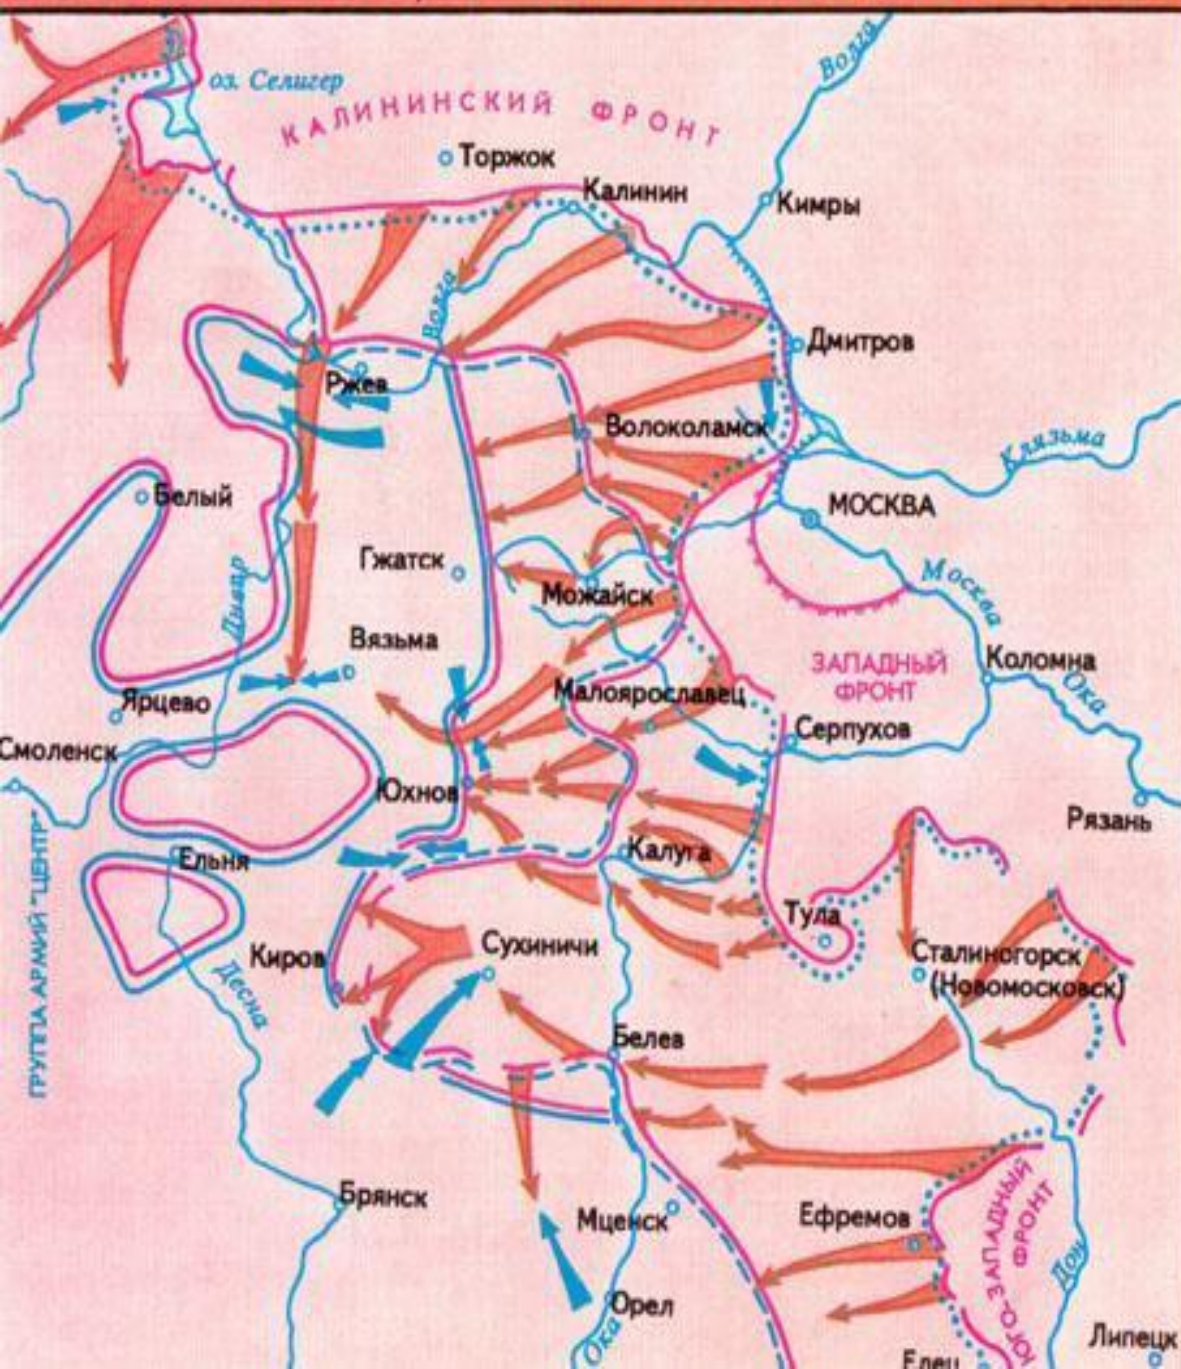 оз. Селигер
Волга
КАЛИНИНСКИЙ ФРОНТ
Торжок
Калинин
Кимры
Волга
Дмитров
Ржев
Волоколамск
Клязьма
Белый
МОСКВА
Гжатск
Москва
Можайск
Днепр
Вязьма
ЗАПАДНЫЙ
ФРОНТ
Коломна
Ока
Ярцево
Малоярославец
Серпухов
Смоленск
Юхнов
Рязань
Калуга
Ельня
ГРУППА АРМИЙ "ЦЕНТР"
Тула
Киров
Сухиничи
Сталиногорск
(Новомосковск)
Десна
Белев
Брянск
Мценск
Ефремов
ЮГО-ЗАПАДНЫЙ
ФРОНТ
Дон
Орел
Ока
Липецк
Елец